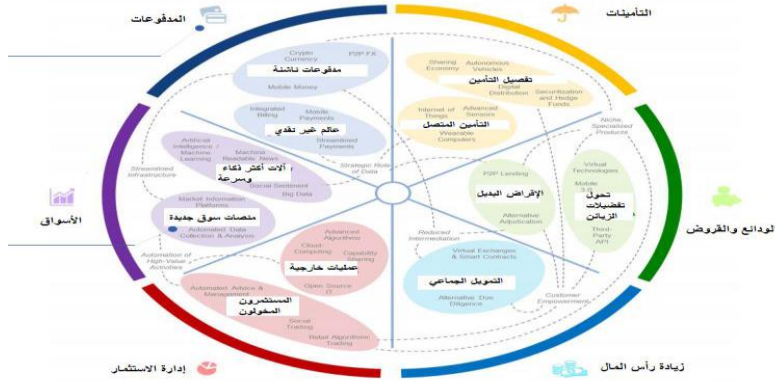 المدفوعات
التأمينات
Crypto
Currency
P2P FX
مدفوعات ناشئة
Mobile Money
Sharing
Economy
Autonomous
Vehicles
تفصيل التأمين
Digital
Distribution
Securitization
and Hedge
Funds
Integrated
Billing
Mobile
Payments
عالم غير نقدي
Streamlined
Payments
Internet of
Things
Advanced
Sensors
التأمين المتصل
Wearable
Computers
Niche,
Specialized
Products
Artificial
Intelligence /
Machine
Learning
Machine
Readable News
آلات أكثر ذكاء
وسرعة
Social Sentiment
Big Data
Streamlined
Infrastructure
Strategic Role
of Data
P2P Lending
الإقراض البديل
Alternative
Adjudication
Virtual
Technologies
Mobile
3.0
تحول
تفضيلات
الزبائن
Third-
Party
API
الأسواق
لودائع والقروض
Market Information
Platforms
منصات سوق جديدة
Automated Data
Collection & Analysis
Automation of
High-Value
Activities
Advanced
Algorithms
Cloud
Computing
Capability
Sharing
عمليات خارجية
Open Source
IT
Reduced
Intermediation
Virtual Exchanges
& Smart Contracts
التمويل الجماعي
Alternative Due
Diligence
Customer
Empowerment
Automated Advice &
Management
المستثمرون
المخولون
Social
Trading
Retail Algorithmic
Trading
إدارة الاستثمار
زيادة رأس المال